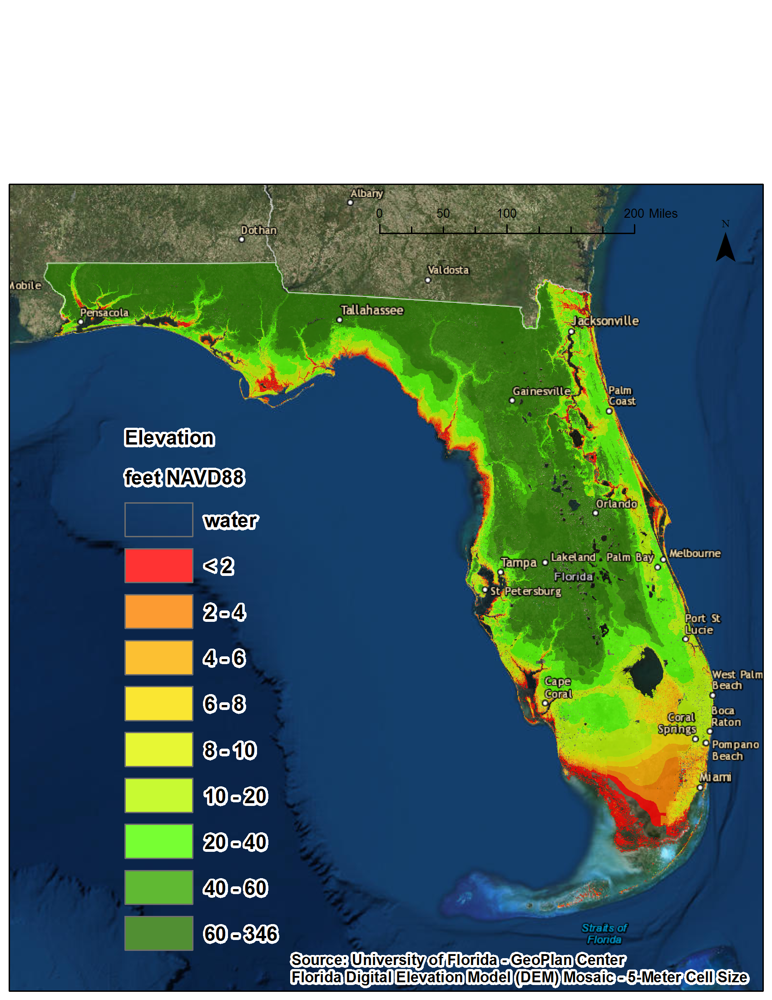 Albany
0 50 100 200 Miles
N
Dothan
Valdosta
Mobile
Pensacola
Tallahassee
Jacksonville
Gainesville
Palm
Coast
Elevation
feet NAVD88
water
< 2
2 - 4
4 - 6
6 - 8
8 - 10
10 - 20
20 - 40
40 - 60
60 - 346
Orlando
Melbourne
Lakeland
Palm Bay
Tampa
Florida
St Petersburg
Port St
Lucie
West Palm
Beach
Cape
Coral
Boca
Raton
Coral
Springs
Pompano
Beach
Miami
Straits of
Florida
Source: University of Florida - GeoPlan Center
Florida Digital Elevation Model (DEM) Mosaic - 5-Meter Cell Size